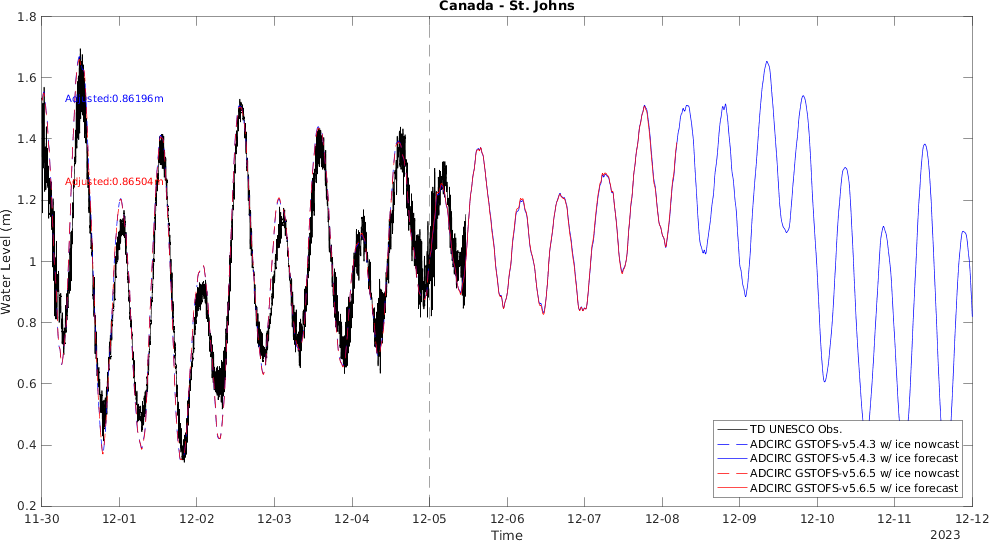 Canada - St. Johns
1.8
1.6
1.4
1.2
1
0.8
0.6
0.4
0.2
Water Level (m)
Adjusted:0.86196m
Adjusted:0.86504m
TD UNESCO Obs.
ADCIRC GSTOFS-v5.4.3 w/ ice nowcast
ADCIRC GSTOFS-v5.4.3 w/ ice forecast
ADCIRC GSTOFS-v5.6.5 w/ ice nowcast
ADCIRC GSTOFS-v5.6.5 w/ ice forecast
11-30 12-01 12-02 12-03 12-04 12-05 12-06 12-07 12-08 12-09 12-10 12-11 12-12
Time
2023